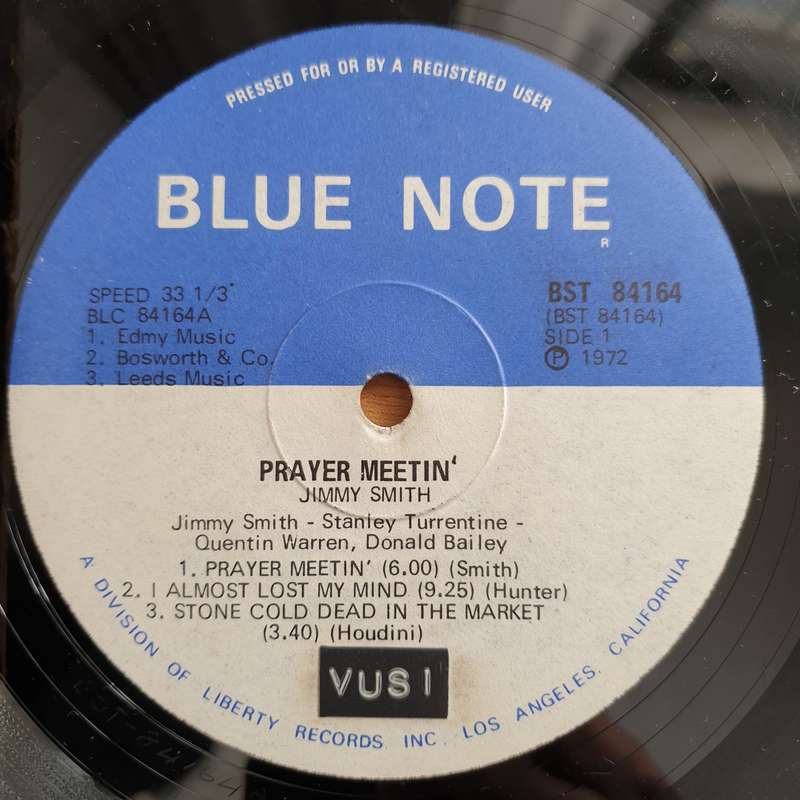 PRESSED FOR OR BY A REGISTERED USER
BLUE NOTE
R
SPEED 33 1/3
BLC 84164A
1. Edmy Music
2. Bosworth & Co.
3. Leeds Music
BST 84164
(BST 84164)
SIDE 1
Ⓟ 1972
PRAYER MEETIN'
JIMMY SMITH
Jimmy Smith - Stanley Turrentine -
Quentin Warren, Donald Bailey
1. PRAYER MEETIN' (6.00) (Smith)
2. I ALMOST LOST MY MIND (9.25) (Hunter)
3. STONE COLD DEAD IN THE MARKET
(3.40) (Houdini)
VUSI
A DIVISION OF LIBERTY RECORDS INC. LOS ANGELES, CALIFORNIA